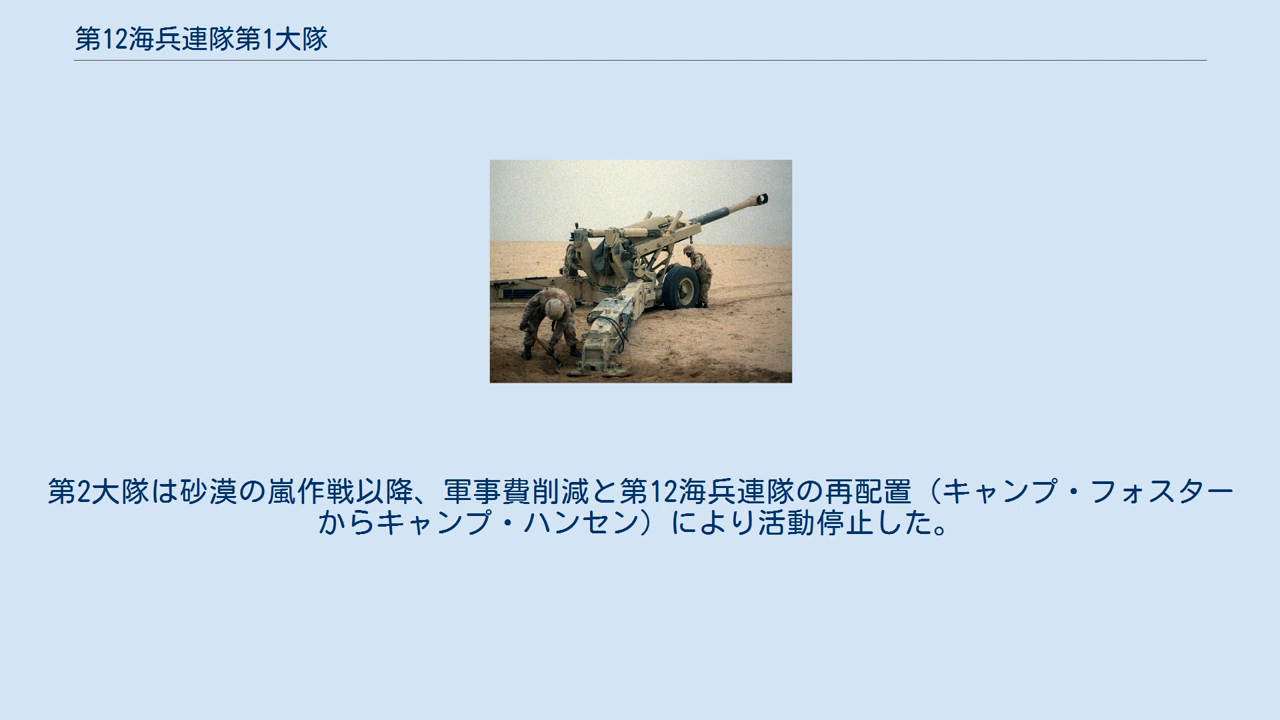 第12海兵連隊第1大隊
第2大隊は砂漠の嵐作戦以降、軍事費削減と第12海兵連隊の再配置（キャンプ・フォスター
からキャンプ・ハンセン）により活動停止した。